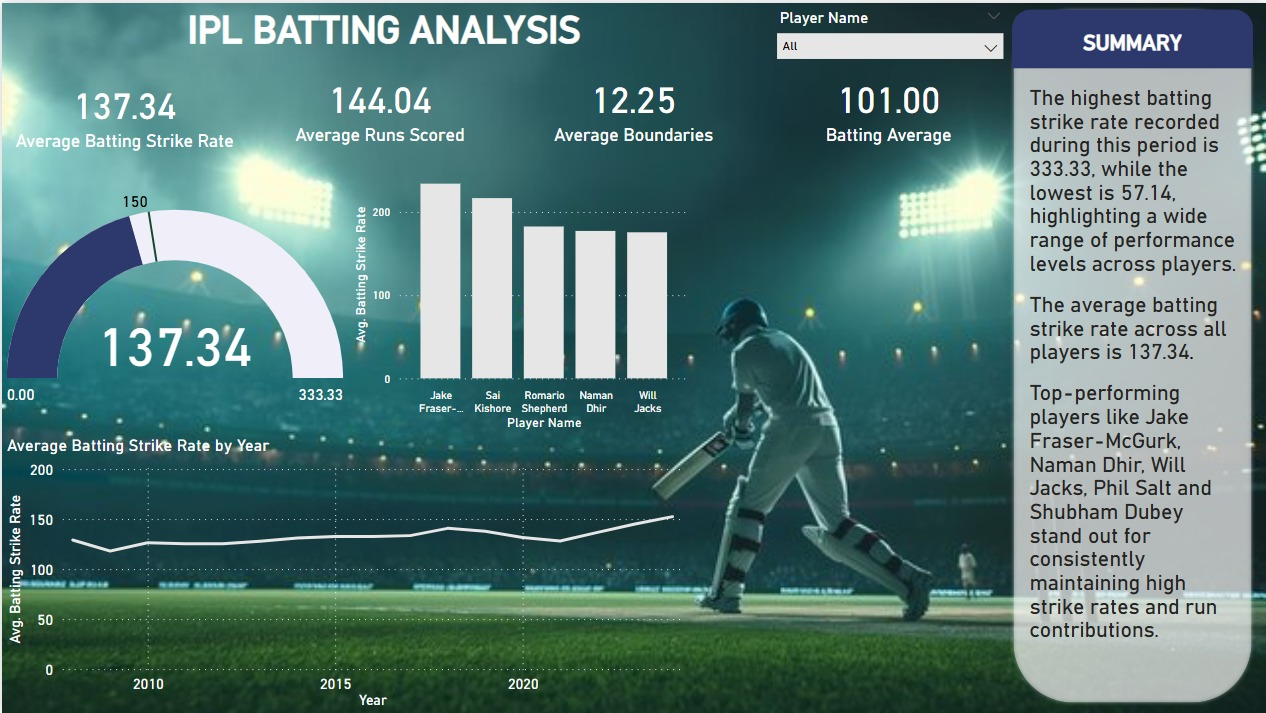 IPL BATTING ANALYSIS
Player Name
All
137.34
Average Batting Strike Rate
144.04
Average Runs Scored
12.25
Average Boundaries
101.00
Batting Average
150
137.34
0.00
333.33
Avg. Batting Strike Rate
200
100
0
Jake
Fraser-...
Sai
Kishore
Romario
Shepherd
Naman
Dhir
Will
Jacks
Player Name
Average Batting Strike Rate by Year
Avg. Batting Strike Rate
200
150
100
50
0
2010
2015
2020
Year
SUMMARY
The highest batting
strike rate recorded
during this period is
333.33, while the
lowest is 57.14,
highlighting a wide
range of performance
levels across players.
The average batting
strike rate across all
players is 137.34.
Top-performing
players like Jake
Fraser-McGurk,
Naman Dhir, Will
Jacks, Phil Salt and
Shubham Dubey
stand out for
consistently
maintaining high
strike rates and run
contributions.